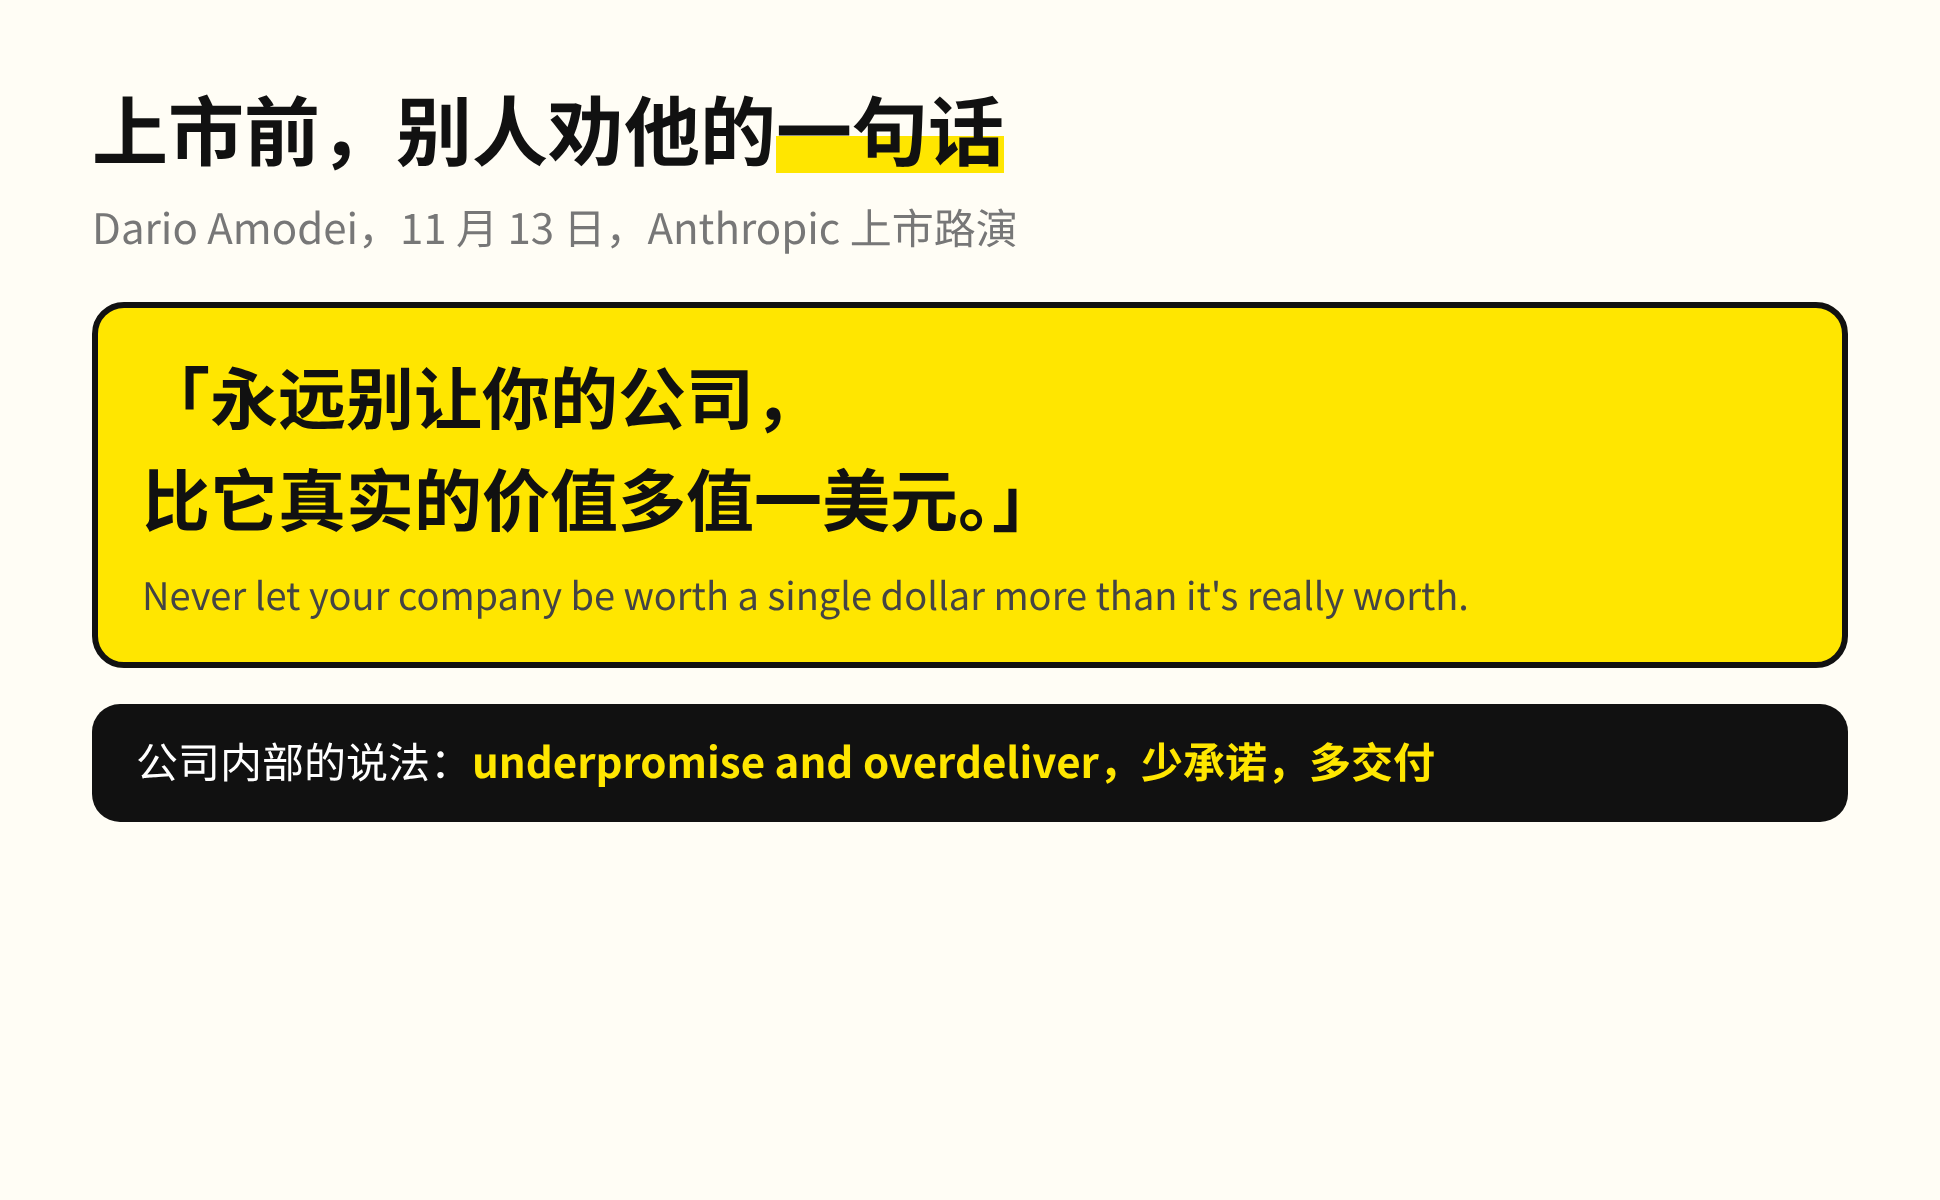 上市前，别人劝他的一句话
Dario Amodei，11 月 13 日，Anthropic 上市路演
「永远别让你的公司，
比它真实的价值多值一美元。」
Never let your company be worth a single dollar more than it's really worth.
公司内部的说法：underpromise and overdeliver，少承诺，多交付